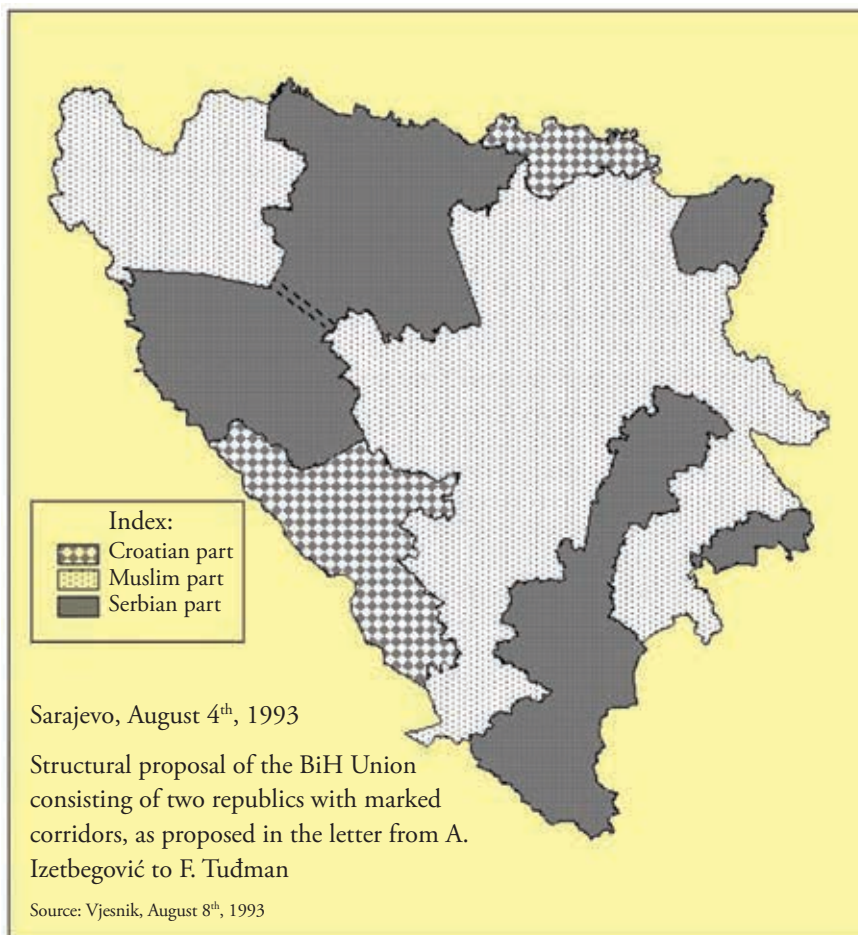 Index:
Croatian part
Muslim part
Serbian part
Sarajevo, August 4th, 1993
Structural proposal of the BiH Union
consisting of two republics with marked
corridors, as proposed in the letter from A.
Izetbegović to F. Tuđman
Source: Vjesnik, August 8th, 1993